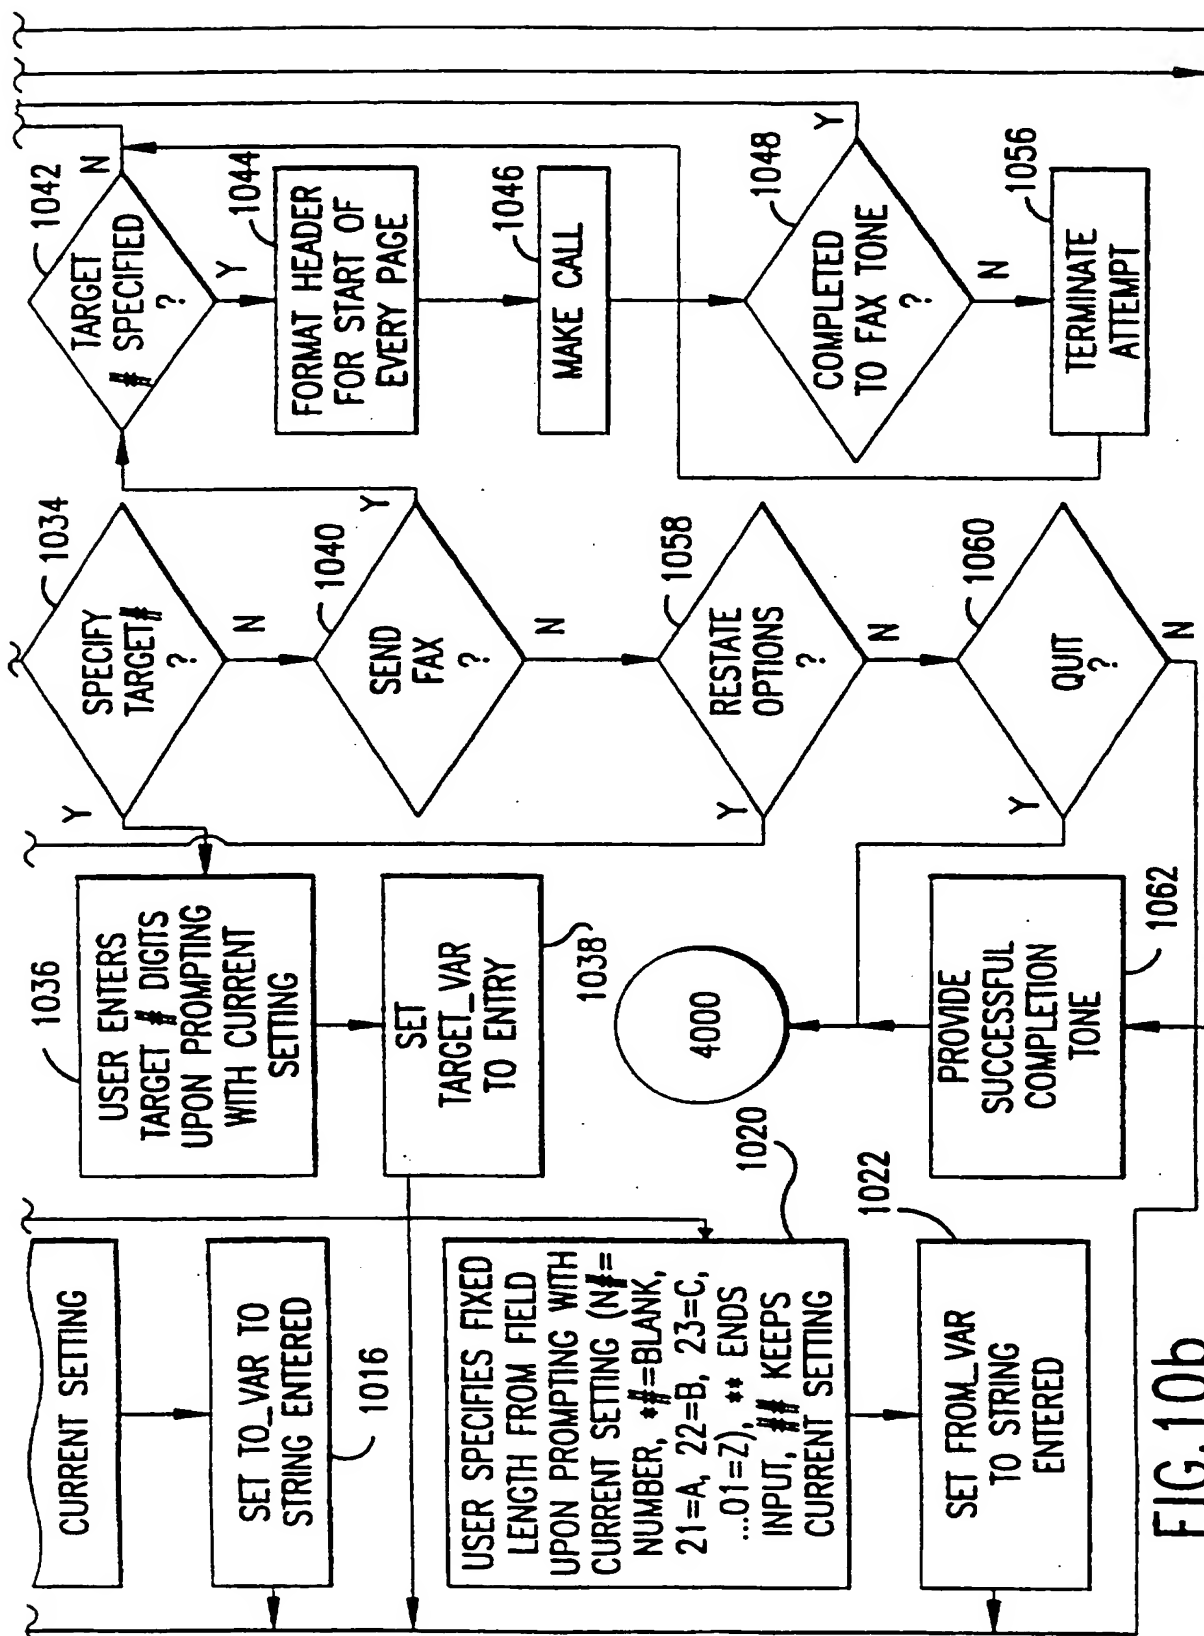 CURRENT SETTING
SET TO_VAR TO
STRING ENTERED
1016
USER SPECIFIES FIXED
LENGTH FROM FIELD
UPON PROMPTING WITH
CURRENT SETTING (N#=
NUMBER, *#=BLANK,
21=A, 22=B, 23=C,
...01=Z), ** ENDS
INPUT, ## KEEPS
CURRENT SETTING
1020
SET FROM_VAR
TO STRING
ENTERED
1022
1036
USER ENTERS
TARGET # DIGITS
UPON PROMPTING
WITH CURRENT
SETTING
SET
TARGET_VAR
TO ENTRY
1038
4000
PROVIDE
SUCCESSFUL
COMPLETION
TONE
1062
SPECIFY
TARGET#
?
1034
Y
N
SEND
FAX
?
1040
Y
N
RESTATE
OPTIONS
?
1058
Y
N
QUIT
?
1060
Y
N
TARGET
# SPECIFIED
?
1042
N
Y
FORMAT HEADER
FOR START OF
EVERY PAGE
1044
MAKE CALL
1046
COMPLETED
TO FAX TONE
?
1048
Y
N
TERMINATE
ATTEMPT
1056
FIG.10b